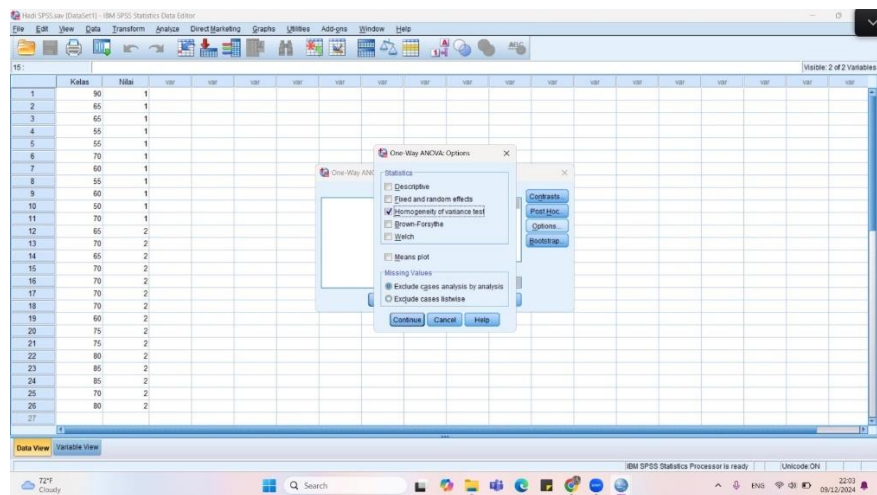 Hadi SPSS.sav [DataSet1] - IBM SPSS Statistics Data Editor
File Edit View Data Transform Analyze Direct Marketing Graphs Utilities Add-ons Window Help
15 :
Visible: 2 of 2 Variables
Kelas Nilai var var var var var var var var var var var var var var var
1 90 1
2 65 1
3 65 1
4 55 1
5 55 1
6 70 1
7 60 1
8 55 1
9 60 1
10 50 1
11 70 1
12 65 2
13 70 2
14 65 2
15 70 2
16 70 2
17 70 2
18 70 2
19 60 2
20 75 2
21 75 2
22 80 2
23 85 2
24 85 2
25 70 2
26 80 2
27
One-Way ANO
Contrasts...
Post Hoc...
Options...
Bootstrap...
One-Way ANOVA: Options
Statistics
Descriptive
Fixed and random effects
Homogeneity of variance test
Brown-Forsythe
Welch
Means plot
Missing Values
Exclude cases analysis by analysis
Exclude cases listwise
Continue Cancel Help
Data View Variable View
IBM SPSS Statistics Processor is ready Unicode:ON
72°F
Cloudy
Search
ENG
22:03
09/12/2024